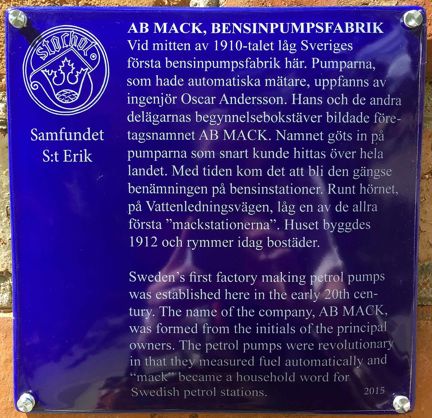 storhol
Samfundet
S:t Erik
AB MACK, BENSINPUMPSFABRIK
Vid mitten av 1910-talet låg Sveriges
första bensinpumpsfabrik här. Pumparna,
som hade automatiska mätare, uppfanns av
ingenjör Oscar Andersson. Hans och de andra
delägarnas begynnelsebokstäver bildade före-
tagsnamnet AB MACK. Namnet göts in på
pumparna som snart kunde hittas över hela
landet. Med tiden kom det att bli den gängse
benämningen på bensinstationer. Runt hörnet,
på Vattenledningsvägen, låg en av de allra
första "mackstationerna". Huset byggdes
1912 och rymmer idag bostäder.
Sweden's first factory making petrol pumps
was established here in the early 20th cen-
tury. The name of the company, AB MACK,
was formed from the initials of the principal
owners. The petrol pumps were revolutionary
in that they measured fuel automatically and
"mack" became a household word for
Swedish petrol stations.
2015